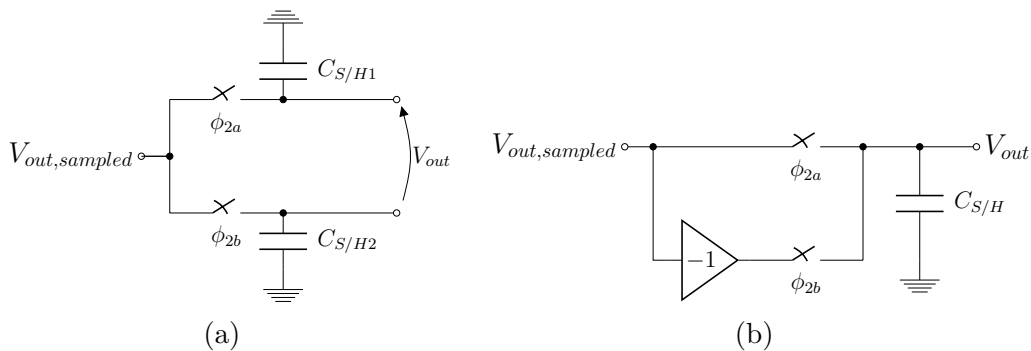 C_{S/H1}
ϕ_{2a}
V_{out,sampled}
V_{out}
ϕ_{2b}
C_{S/H2}
(a)
V_{out,sampled}
ϕ_{2a}
V_{out}
C_{S/H}
−1
ϕ_{2b}
(b)